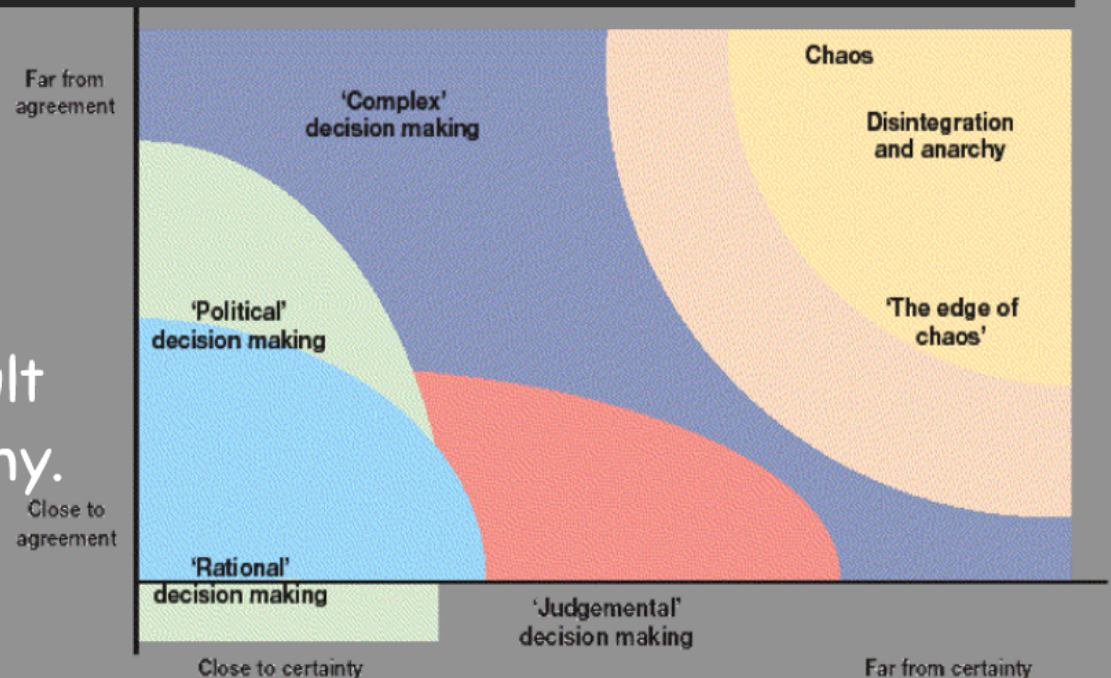 Chaos
Far from
agreement
'Complex'
decision making
Disintegration
and anarchy
'Political'
decision making
'The edge of
chaos'
Close to
agreement
'Rational'
decision making
'Judgemental'
decision making
Close to certainty
Far from certainty